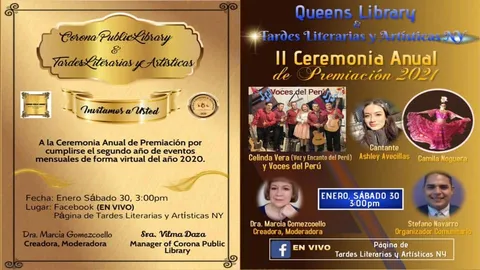 Corona Public Library
&
Tardes Literarias y Artísticas
Invitamos a Usted
A la Ceremonia Anual de Premiación por
cumplirse el segundo año de eventos
mensuales de forma virtual del año 2020.
Fecha: Enero Sábado 30, 3:00pm
Lugar: Facebook (EN VIVO)
Página de Tardes Literarias y Artísticas NY
Dra. Marcia Gomezcoello
Creadora, Moderadora
Sra. Vilma Daza
Manager of Corona Public
Library
Queens Library
&
Tardes Literarias y Artísticas NY
II Ceremonia Anual
de Premiación 2021
Voces del Perú
Celinda Vera (Voz y Encanto del Perú)
y Voces del Perú
Cantante
Ashley Avecillas
Camila Noguera
Dra. Marcia Gomezcoello
Creadora, Moderadora
ENERO, SÁBADO 30
3:00pm
Stefano Navarro
Organizador Comunitario
f EN VIVO
Página de
Tardes Literarias y Artísticas NY